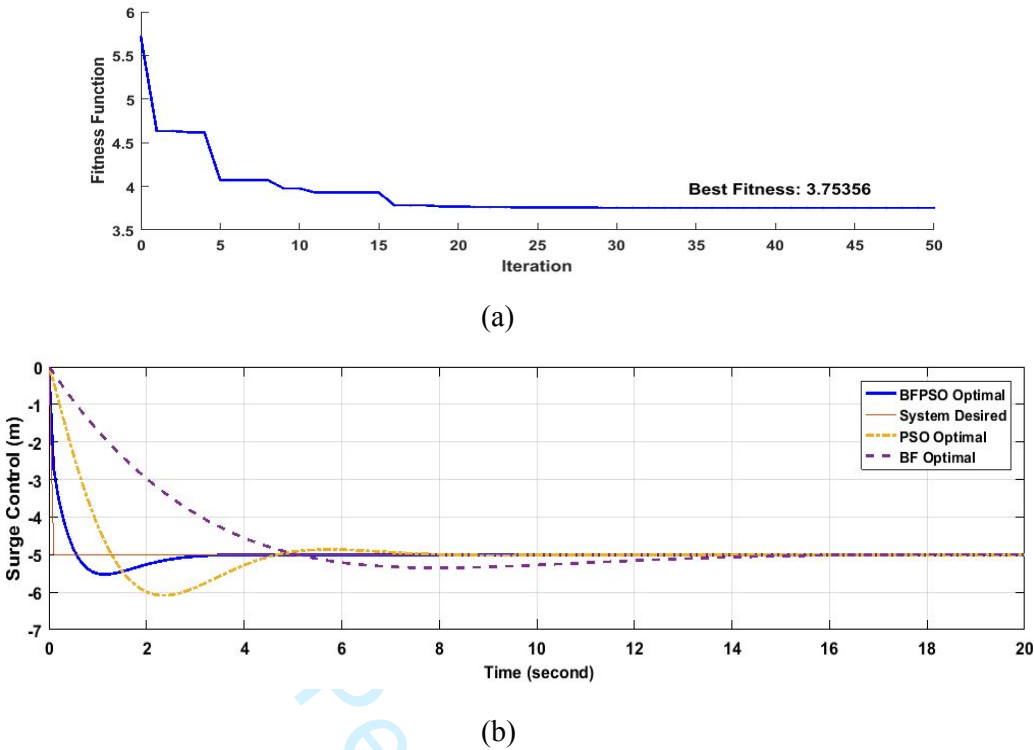 6
5.5
5
4.5
4
3.5
Fitness Function
Best Fitness: 3.75356
0 5 10 15 20 25 30 35 40 45 50
Iteration
(a)
0
-1
-2
-3
-4
-5
-6
-7
Surge Control (m)
BFPSO Optimal
System Desired
PSO Optimal
BF Optimal
0 2 4 6 8 10 12 14 16 18 20
Time (second)
(b)